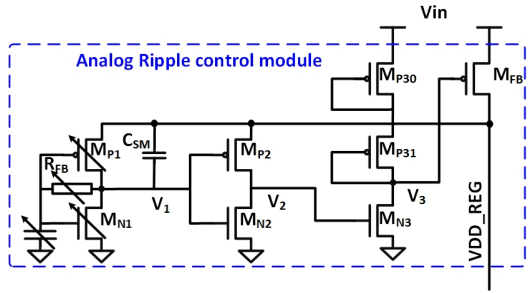 Vin
Analog Ripple control module
MP30
MFB
CSM
MP1
MP2
MP31
RFB
V1
V2
V3
MN1
MN2
MN3
VDD_REG